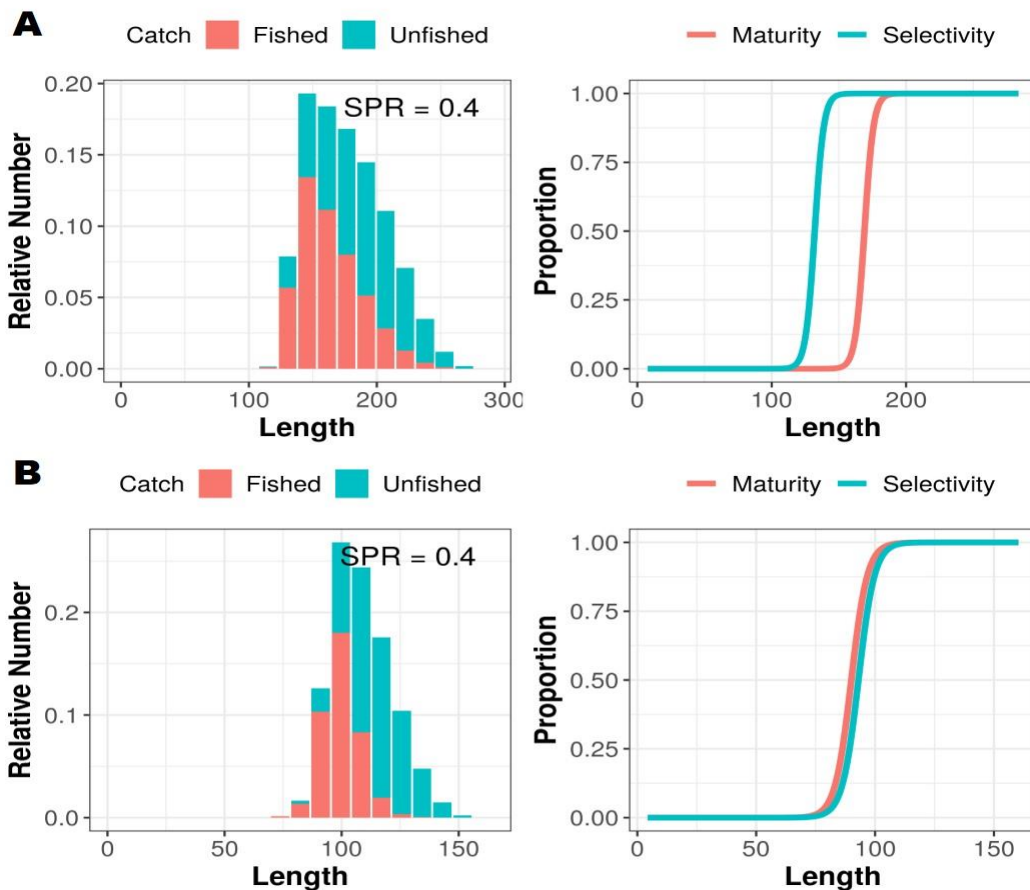 A
Catch Fished Unfished
Maturity Selectivity
SPR = 0.4
Relative Number
0.20
0.15
0.10
0.05
0.00
0 100 200 300
Length
Proportion
1.00
0.75
0.50
0.25
0.00
0 100 200
Length
B
Catch Fished Unfished
Maturity Selectivity
SPR = 0.4
Relative Number
0.2
0.1
0.0
0 50 100 150
Length
Proportion
1.00
0.75
0.50
0.25
0.00
0 50 100 150
Length